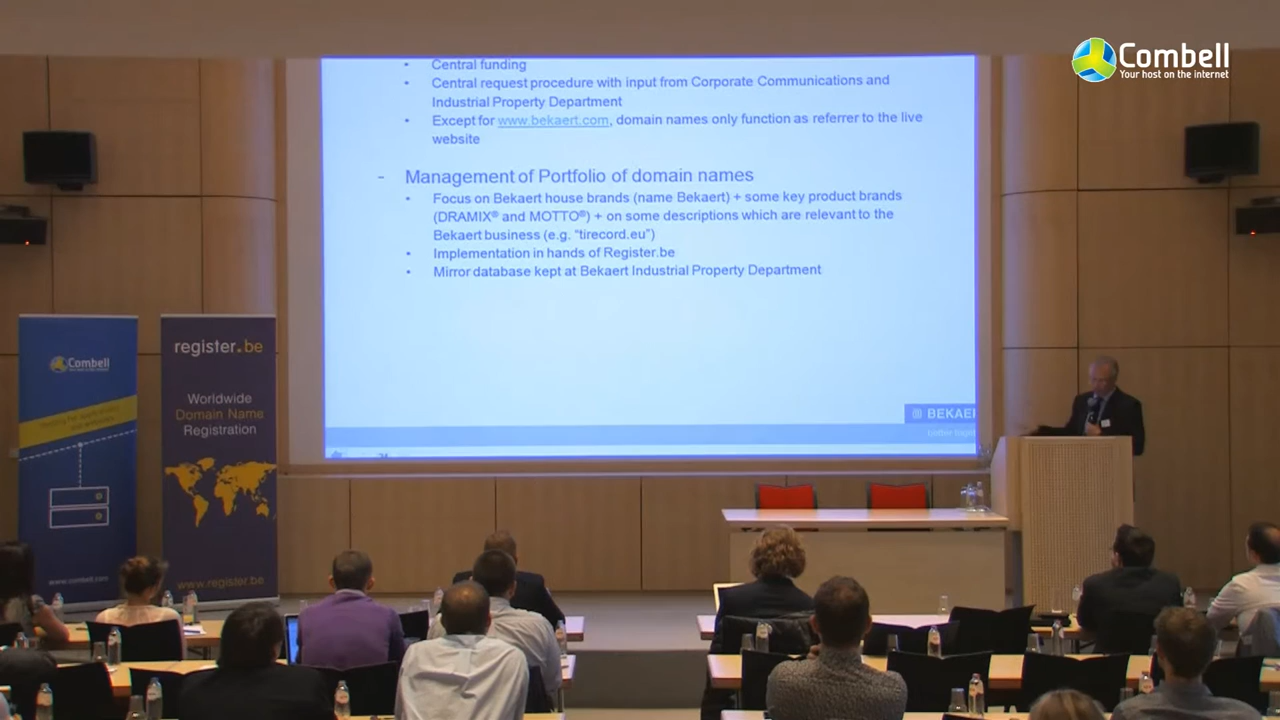 Combell
Your host on the internet
• Central funding
• Central request procedure with input from Corporate Communications and
Industrial Property Department
• Except for www.bekaert.com, domain names only function as referrer to the live
website
- Management of Portfolio of domain names
• Focus on Bekaert house brands (name Bekaert) + some key product brands
(DRAMIX® and MOTTO®) + on some descriptions which are relevant to the
Bekaert business (e.g. “tirecord.eu”)
• Implementation in hands of Register.be
• Mirror database kept at Bekaert Industrial Property Department
BEKAE
Combell
www.combell.com
register.be
Worldwide
Domain Name
Registration
www.register.be